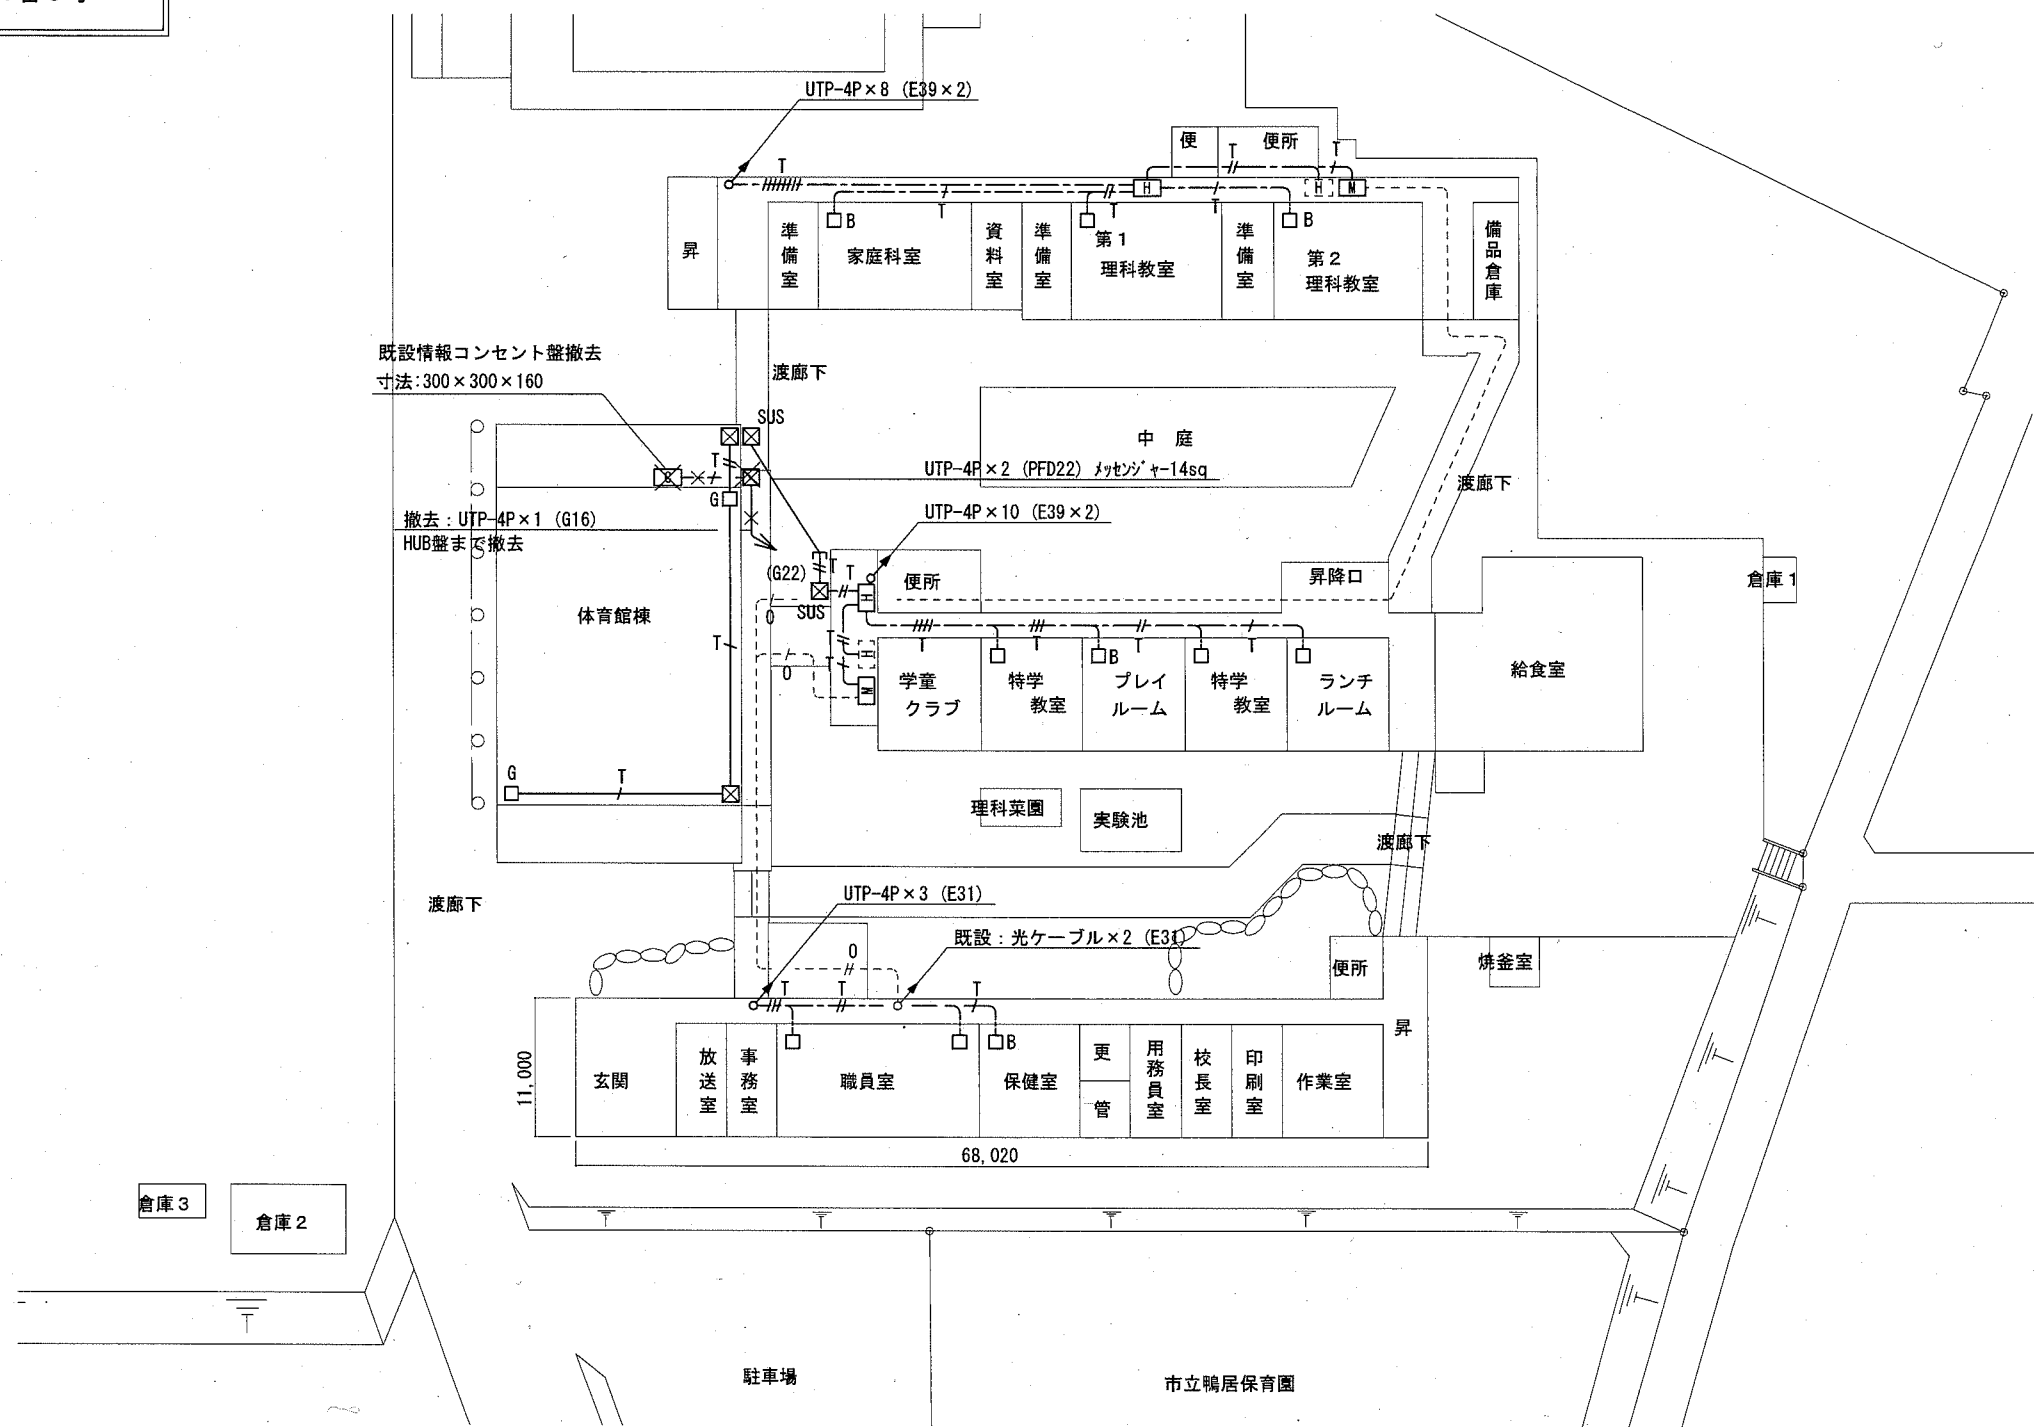 UTP-4P×8 (E39×2)
便
便所
T
T
T
H
H
M
T
T
T
B
B
昇
準備室
家庭科室
資料室
準備室
第1
理科教室
準備室
第2
理科教室
備品倉庫
既設情報コンセント盤撤去
寸法:300×300×160
渡廊下
SUS
中 庭
T
UTP-4P×2 (PFD22) メッセンジャー14sq
渡廊下
G
撤去:UTP-4P×1 (G16)
HUB盤まで撤去
UTP-4P×10 (E39×2)
(G22)
T
T
SUS
H
便所
昇降口
倉庫1
体育館棟
O
T
T
T
T
T
T
T
H
B
O
M
学童
クラブ
特学
教室
プレイ
ルーム
特学
教室
ランチ
ルーム
給食室
G
T
理科菜園
実験池
渡廊下
渡廊下
UTP-4P×3 (E31)
既設:光ケーブル×2 (E31)
O
便所
焼釜室
T
T
T
B
11,000
玄関
放送室
事務室
職員室
保健室
更
管
用務員室
校長室
印刷室
作業室
昇
68,020
倉庫3
倉庫2
駐車場
市立鴨居保育園